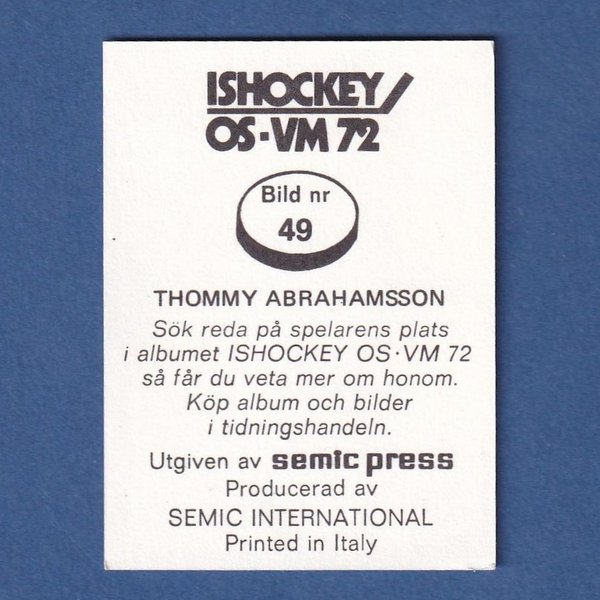 ISHOCKEY
OS·VM 72
Bild nr
49
THOMMY ABRAHAMSSON
Sök reda på spelarens plats
i albumet ISHOCKEY OS·VM 72
så får du veta mer om honom.
Köp album och bilder
i tidningshandeln.
Utgiven av semic press
Producerad av
SEMIC INTERNATIONAL
Printed in Italy